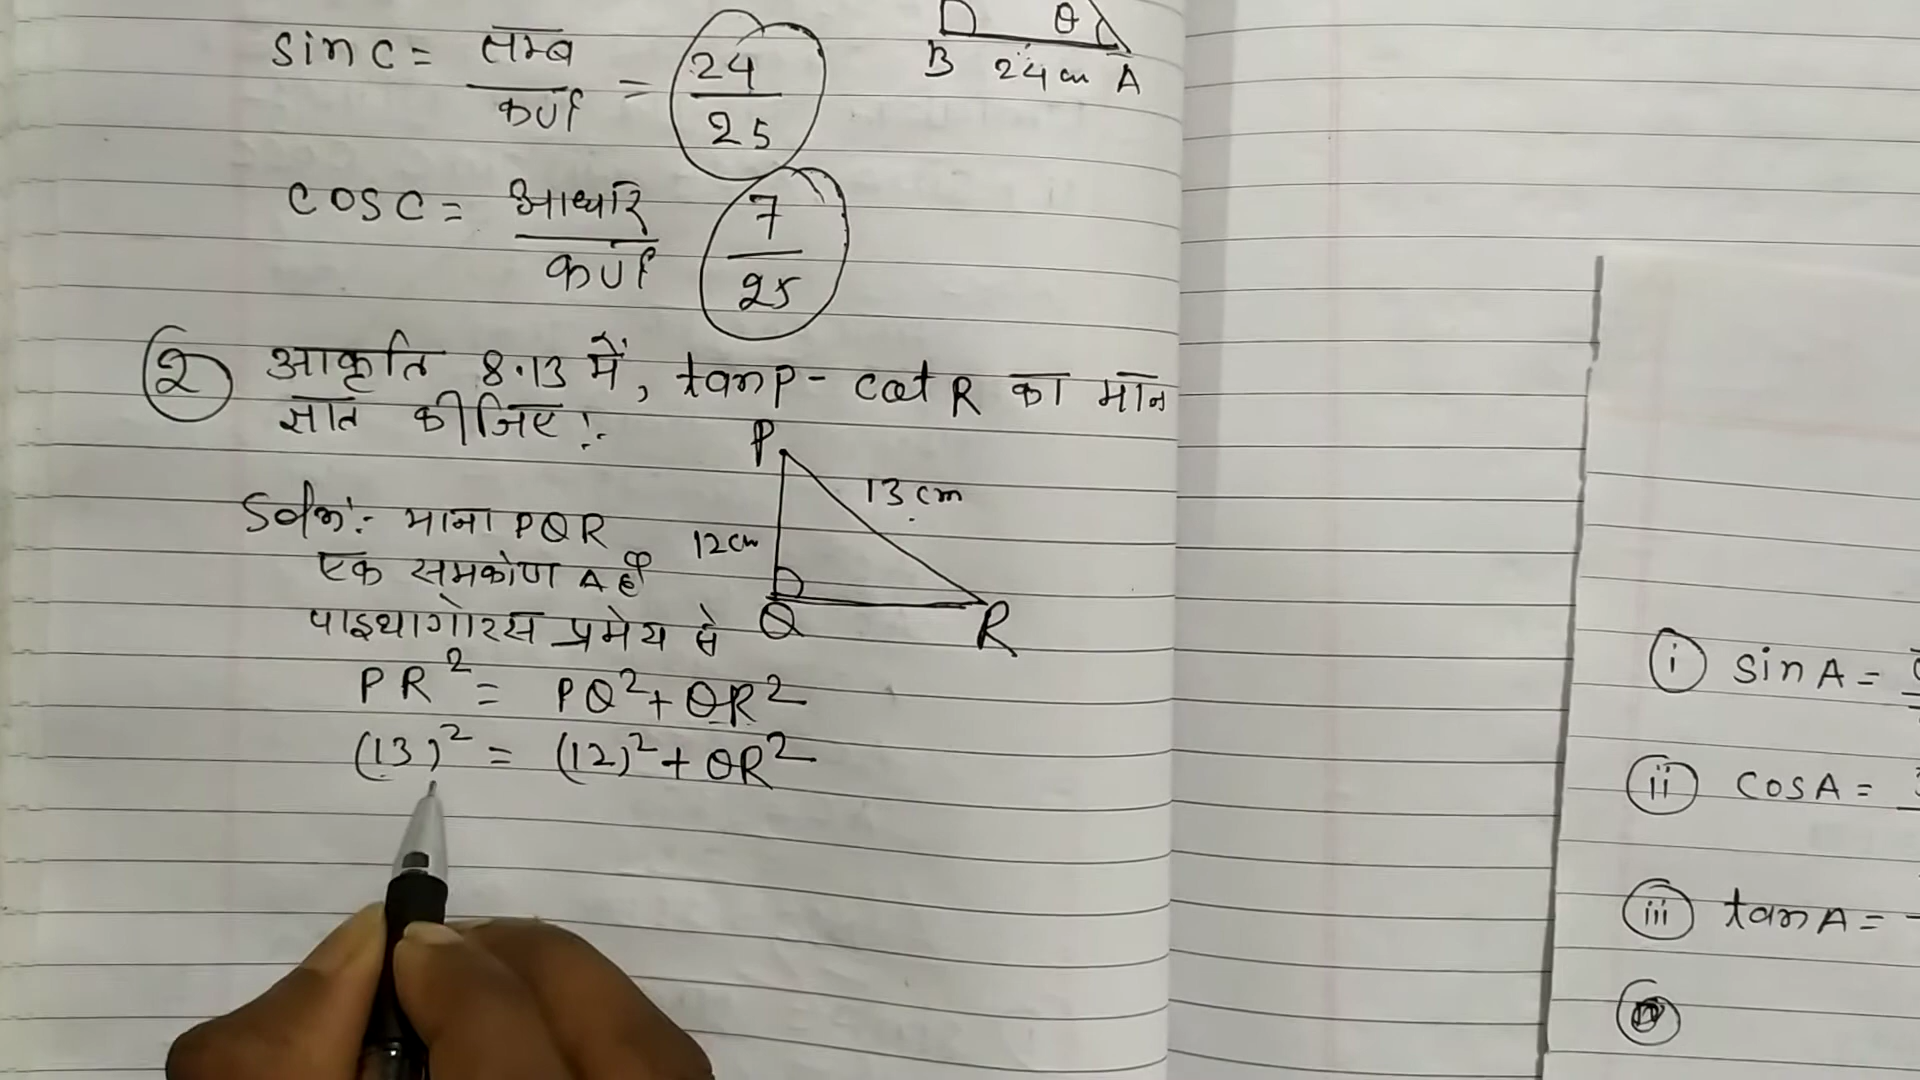 sin C = लम्ब / कर्ण = 24 / 25
B 24 cm A
θ
cos C = आधार / कर्ण 7 / 25
② आकृति 8.13 में, tan P - cot R का मान
ज्ञात कीजिए :-
P
13 cm
12 cm
Q R
Soln:- माना PQR
एक समकोण Δ है
पाइथागोरस प्रमेय से
PR² = PQ² + QR²
(13)² = (12)² + QR²
(i) sin A =
(ii) cos A =
(iii) tan A =